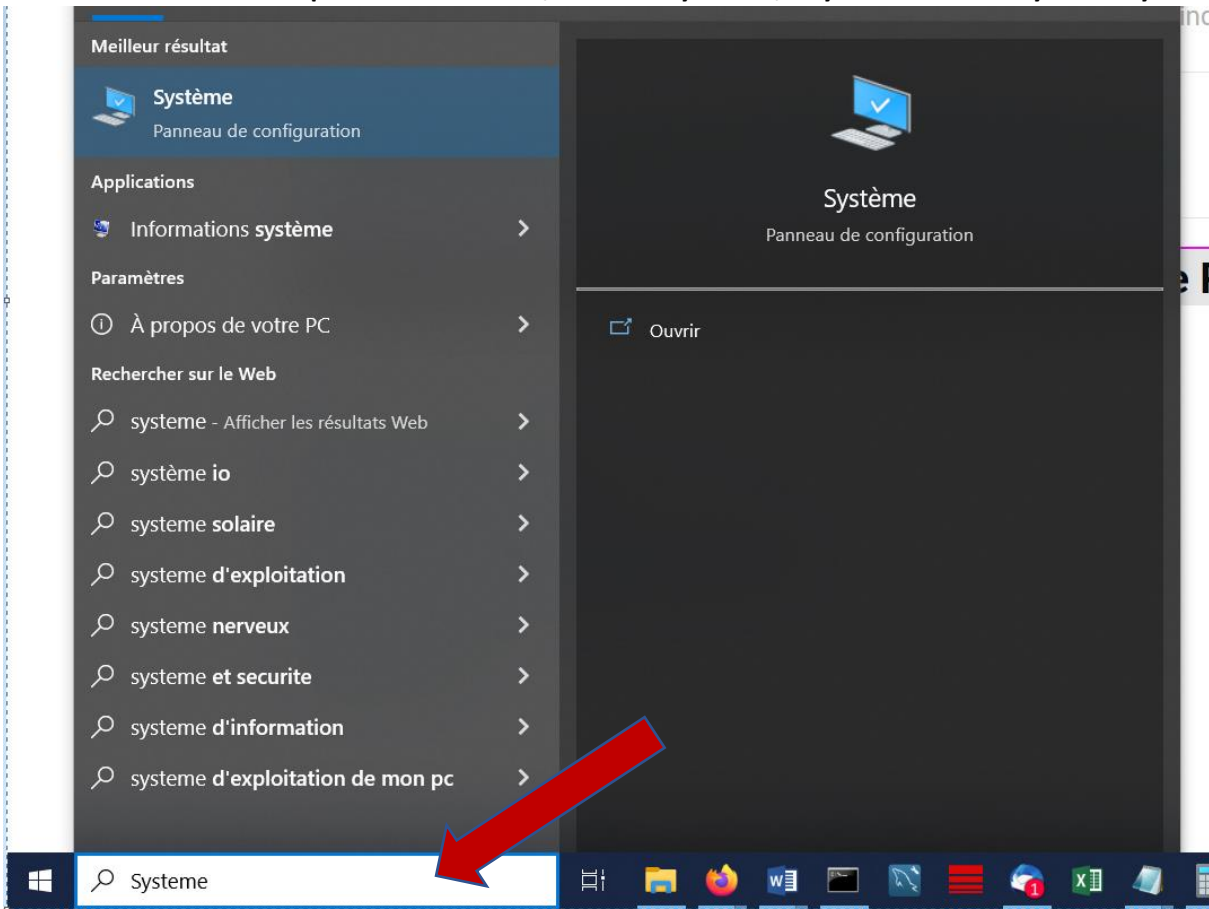 Meilleur résultat
Système
Panneau de configuration
Applications
Informations système
Paramètres
À propos de votre PC
Rechercher sur le Web
systeme - Afficher les résultats Web
système io
systeme solaire
systeme d'exploitation
systeme nerveux
systeme et securite
systeme d'information
systeme d'exploitation de mon pc
Système
Panneau de configuration
Ouvrir
Systeme
1